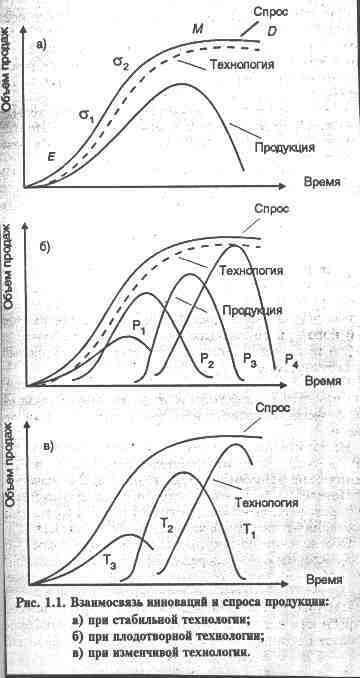 Объем продаж
а)
E
σ1
σ2
M
Спрос
D
Технология
Продукция
Время
Объем продаж
б)
Спрос
Технология
Продукция
P1
P2
P3
P4
Время
Объем продаж
в)
Спрос
Технология
T3
T2
T1
Время
Рис. 1.1. Взаимосвязь инноваций и спроса продукции:
а) при стабильной технологии;
б) при плодотворной технологии;
в) при изменчивой технологии.